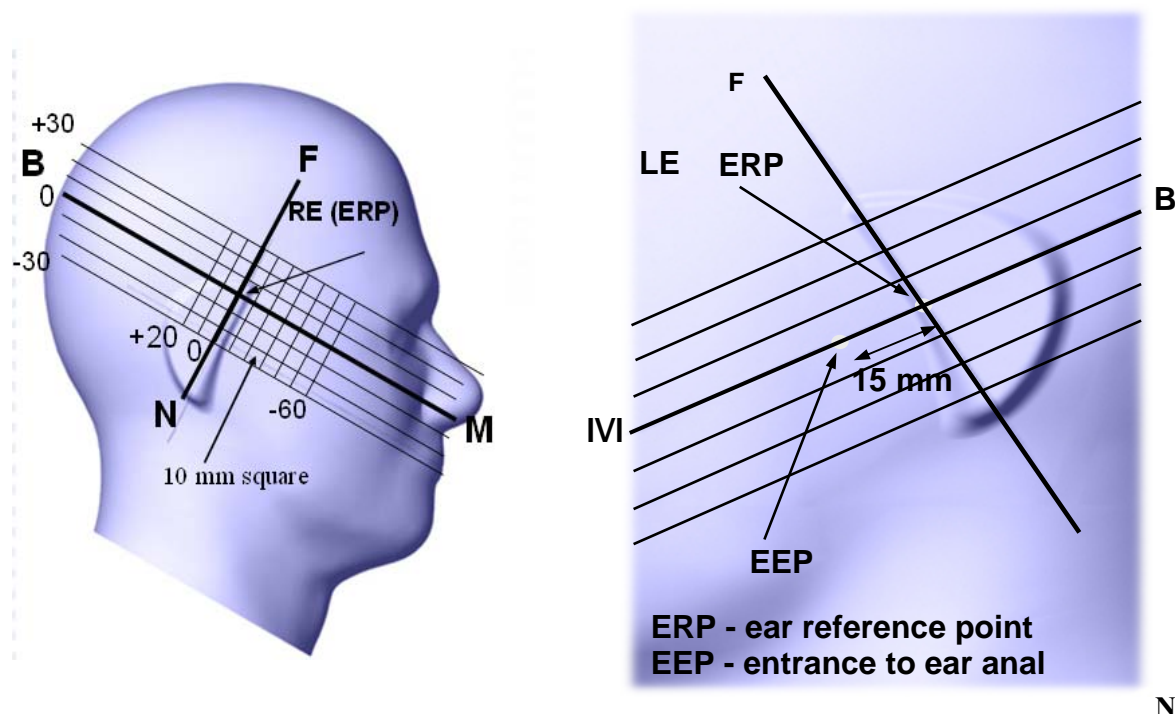 +30
B
0
-30
F
RE (ERP)
+20
0
N
-60
M
10 mm square
F
LE
ERP
B
15 mm
IVI
EEP
ERP - ear reference point
EEP - entrance to ear anal
N